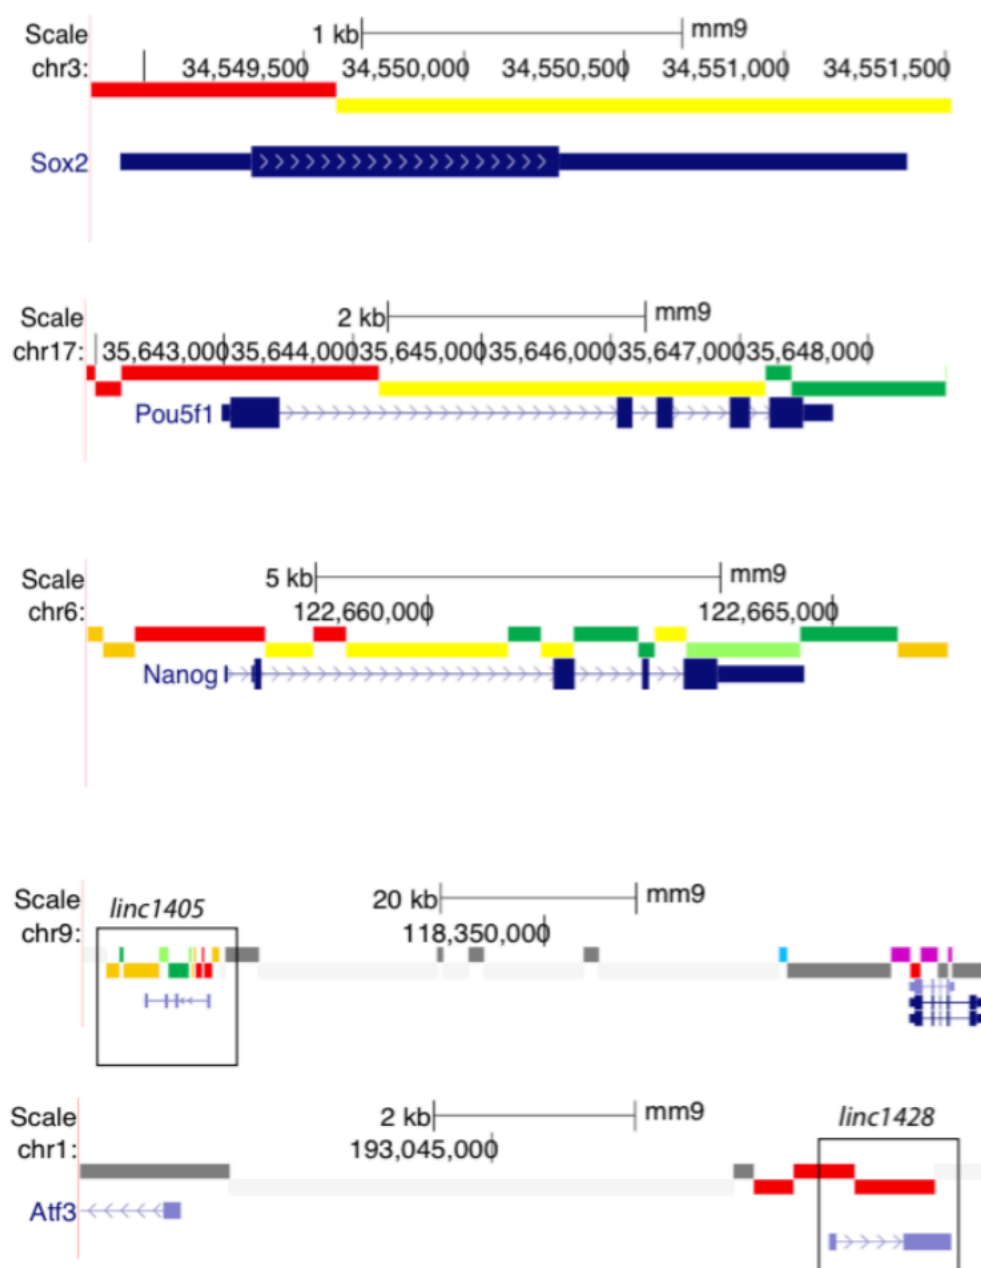 Scale 1 kb mm9
chr3: 34,549,500 34,550,000 34,550,500 34,551,000 34,551,500
Sox2
Scale 2 kb mm9
chr17: 35,643,000 35,644,000 35,645,000 35,646,000 35,647,000 35,648,000
Pou5f1
Scale 5 kb mm9
chr6: 122,660,000 122,665,000
Nanog
Scale 20 kb mm9
linc1405
chr9: 118,350,000
Scale 2 kb mm9 linc1428
chr1: 193,045,000
Atf3